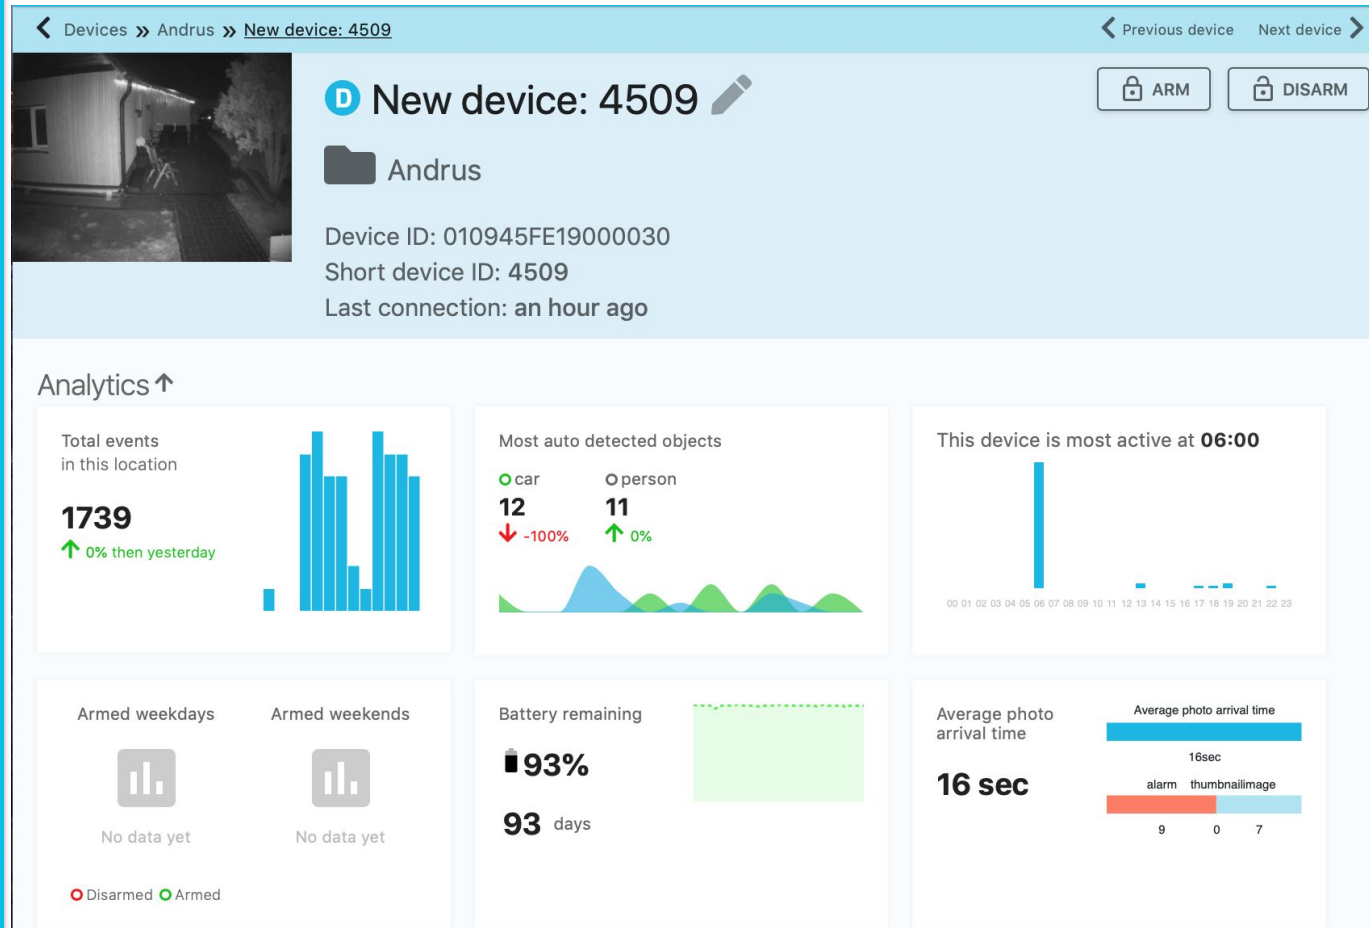 Devices » Andrus » New device: 4509
Previous device Next device
D New device: 4509
ARM DISARM
Andrus
Device ID: 010945FE19000030
Short device ID: 4509
Last connection: an hour ago
Analytics
Total events
in this location
1739
0% then yesterday
Most auto detected objects
car person
12 11
-100% 0%
This device is most active at 06:00
00 01 02 03 04 05 06 07 08 09 10 11 12 13 14 15 16 17 18 19 20 21 22 23
Armed weekdays Armed weekends
No data yet No data yet
Disarmed Armed
Battery remaining
93%
93 days
Average photo
arrival time
16 sec
Average photo arrival time
16sec
alarm thumbnailimage
9 0 7